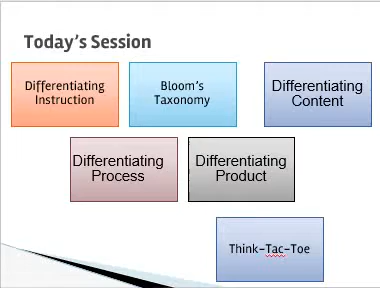 Today's Session
Differentiating
Instruction
Bloom's
Taxonomy
Differentiating
Content
Differentiating
Process
Differentiating
Product
Think-Tac-Toe